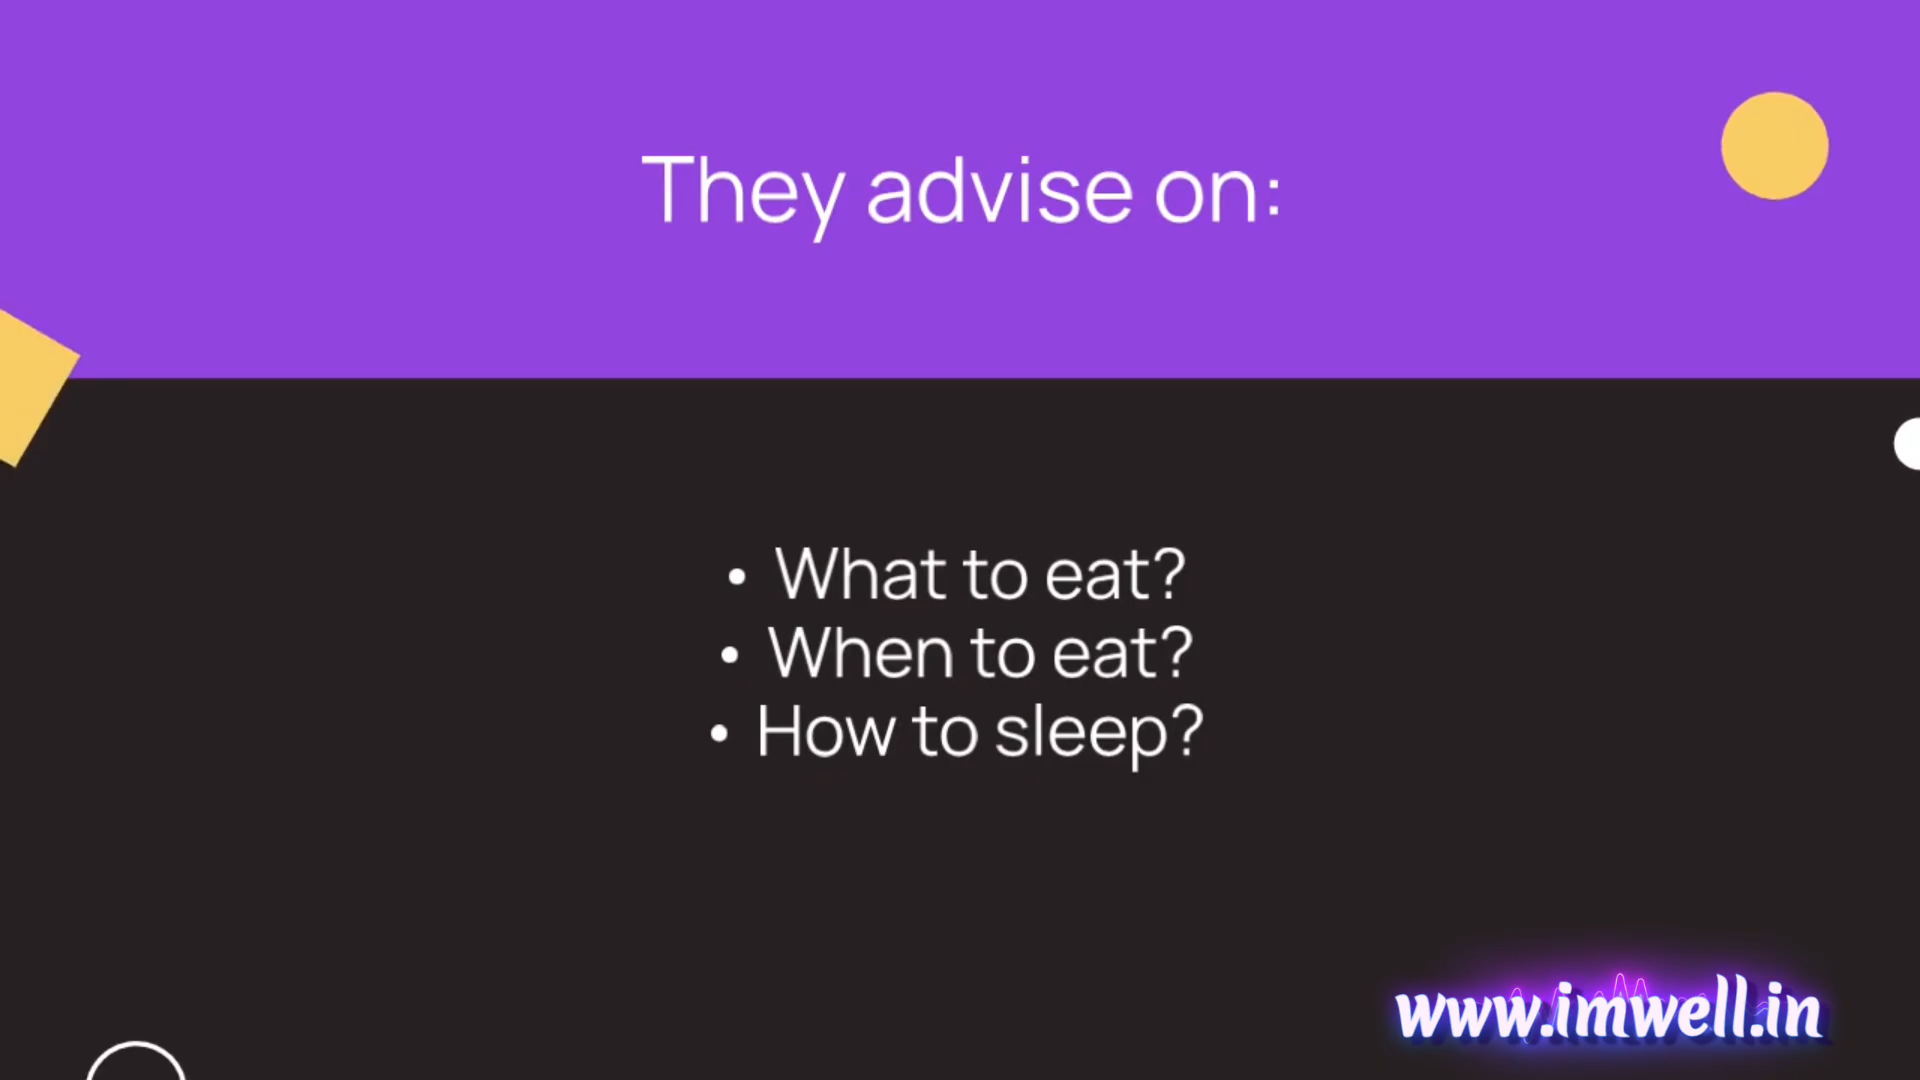 They advise on:
• What to eat?
• When to eat?
• How to sleep?
www.imwell.in